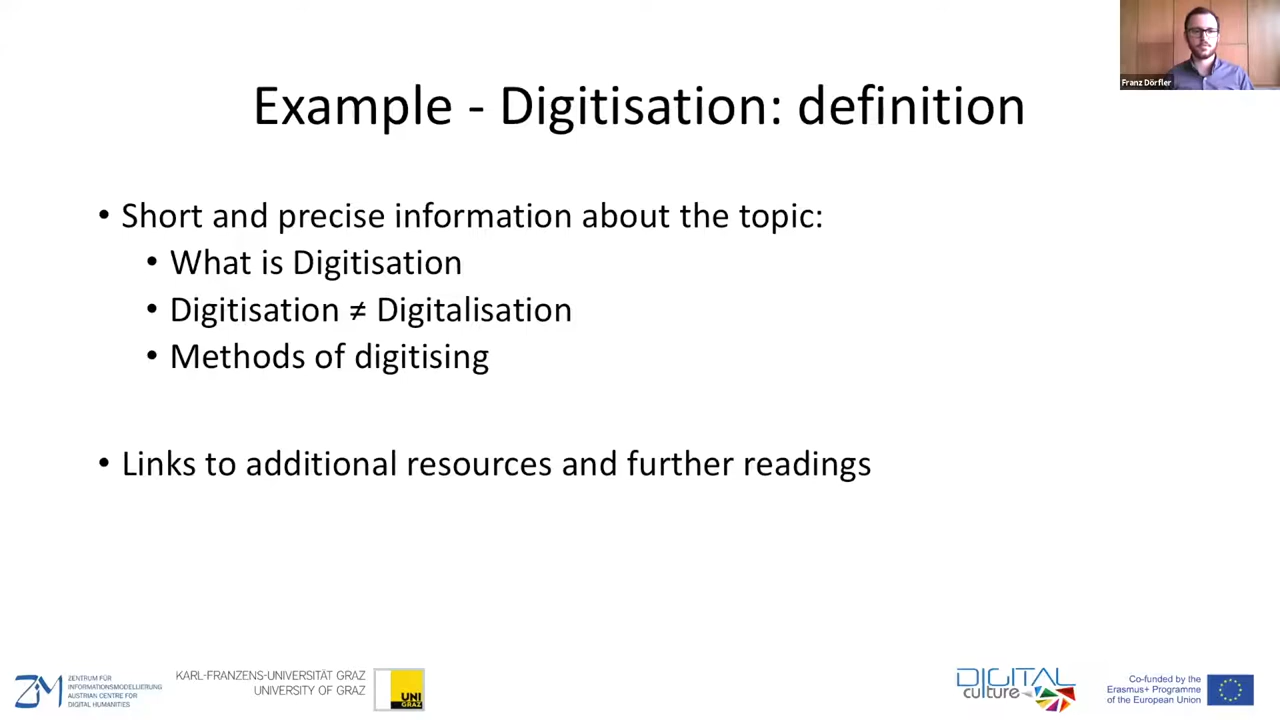 Franz Dörfler
Example - Digitisation: definition
• Short and precise information about the topic:
• What is Digitisation
• Digitisation ≠ Digitalisation
• Methods of digitising
• Links to additional resources and further readings
ZIM
ZENTRUM FÜR
INFORMATIONSMODELLIERUNG
AUSTRIAN CENTRE FOR
DIGITAL HUMANITIES
KARL-FRANZENS-UNIVERSITÄT GRAZ
UNIVERSITY OF GRAZ
UNI
GRAZ
DIGITAL
culture
Co-funded by the
Erasmus+ Programme
of the European Union